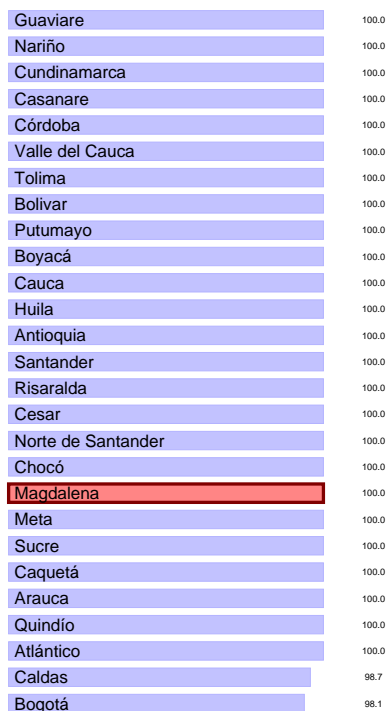 Guaviare 100.0
Nariño 100.0
Cundinamarca 100.0
Casanare 100.0
Córdoba 100.0
Valle del Cauca 100.0
Tolima 100.0
Bolivar 100.0
Putumayo 100.0
Boyacá 100.0
Cauca 100.0
Huila 100.0
Antioquia 100.0
Santander 100.0
Risaralda 100.0
Cesar 100.0
Norte de Santander 100.0
Chocó 100.0
Magdalena 100.0
Meta 100.0
Sucre 100.0
Caquetá 100.0
Arauca 100.0
Quindío 100.0
Atlántico 100.0
Caldas 98.7
Bogotá 98.1